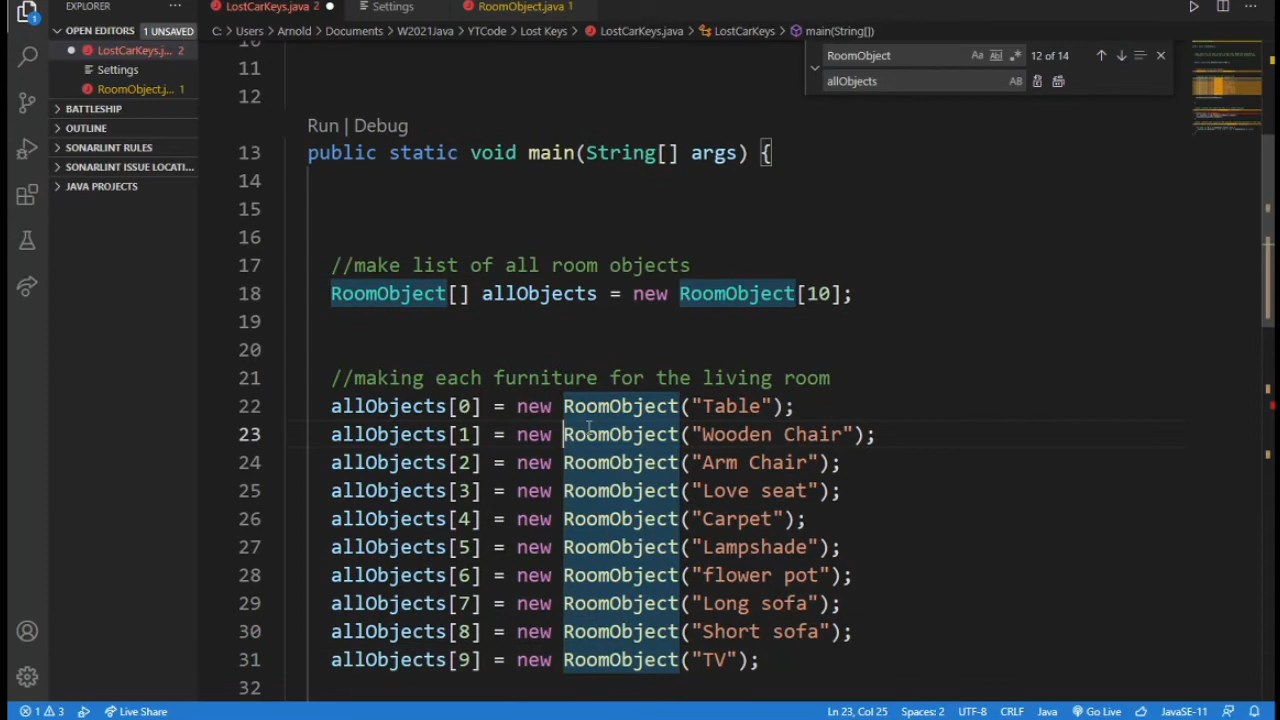 EXPLORER ···
LostCarKeys.java 2 ●
Settings
RoomObject.java 1
OPEN EDITORS 1 UNSAVED
LostCarKeys.j... 2
Settings
RoomObject.j... 1
BATTLESHIP
OUTLINE
SONARLINT RULES
SONARLINT ISSUE LOCATI...
JAVA PROJECTS
C: > Users > Arnold > Documents > W2021Java > YTCode > Lost Keys > LostCarKeys.java > LostCarKeys > main(String[])
RoomObject Aa Abl .* 12 of 14
allObjects AB
10
11
12
Run | Debug
13 public static void main(String[] args) {
14
15
16
17 //make list of all room objects
18 RoomObject[] allObjects = new RoomObject[10];
19
20
21 //making each furniture for the living room
22 allObjects[0] = new RoomObject("Table");
23 allObjects[1] = new RoomObject("Wooden Chair");
24 allObjects[2] = new RoomObject("Arm Chair");
25 allObjects[3] = new RoomObject("Love seat");
26 allObjects[4] = new RoomObject("Carpet");
27 allObjects[5] = new RoomObject("Lampshade");
28 allObjects[6] = new RoomObject("flower pot");
29 allObjects[7] = new RoomObject("Long sofa");
30 allObjects[8] = new RoomObject("Short sofa");
31 allObjects[9] = new RoomObject("TV");
32
1 3 Live Share Ln 23, Col 25 Spaces: 2 UTF-8 CRLF Java Go Live JavaSE-11